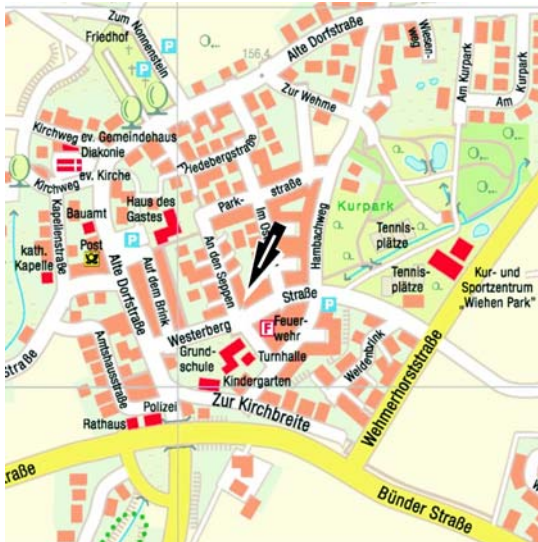 Zum Nonnenstein
Friedhof
P
156,4
Alte Dorfstraße
Wiesen-
weg
Am Kurpark
Am
Kurpark
Zur Wehme
Kirchweg
ev. Gemeindehaus
Diakonie
ev. Kirche
Kirchweg
Friedebergstraße
Park-
straße
Haus des
Gastes
Kapellenstraße
Bauamt
Post
P
kath.
Kapelle
Alte Dorfstraße
Auf dem Brink
An den Seppen
Hambachweg
Kurpark
Tennis-
plätze
Tennis-
plätze
Kur- und
Sportzentrum
"Wiehen Park"
Westerberg
Straße
P
F
Feuer-
wehr
Grund-
schule
Turnhalle
Kindergarten
Weidenbrink
Wehmerhorststraße
Amtshausstraße
Straße
Polizei
Rathaus
Zur Kirchbreite
Bünder Straße